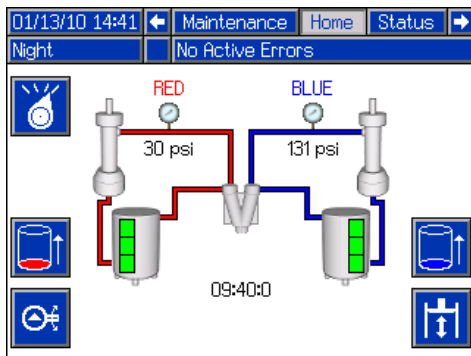 01/13/10 14:41 Maintenance Home Status
Night No Active Errors
RED BLUE
30 psi 131 psi
09:40:0